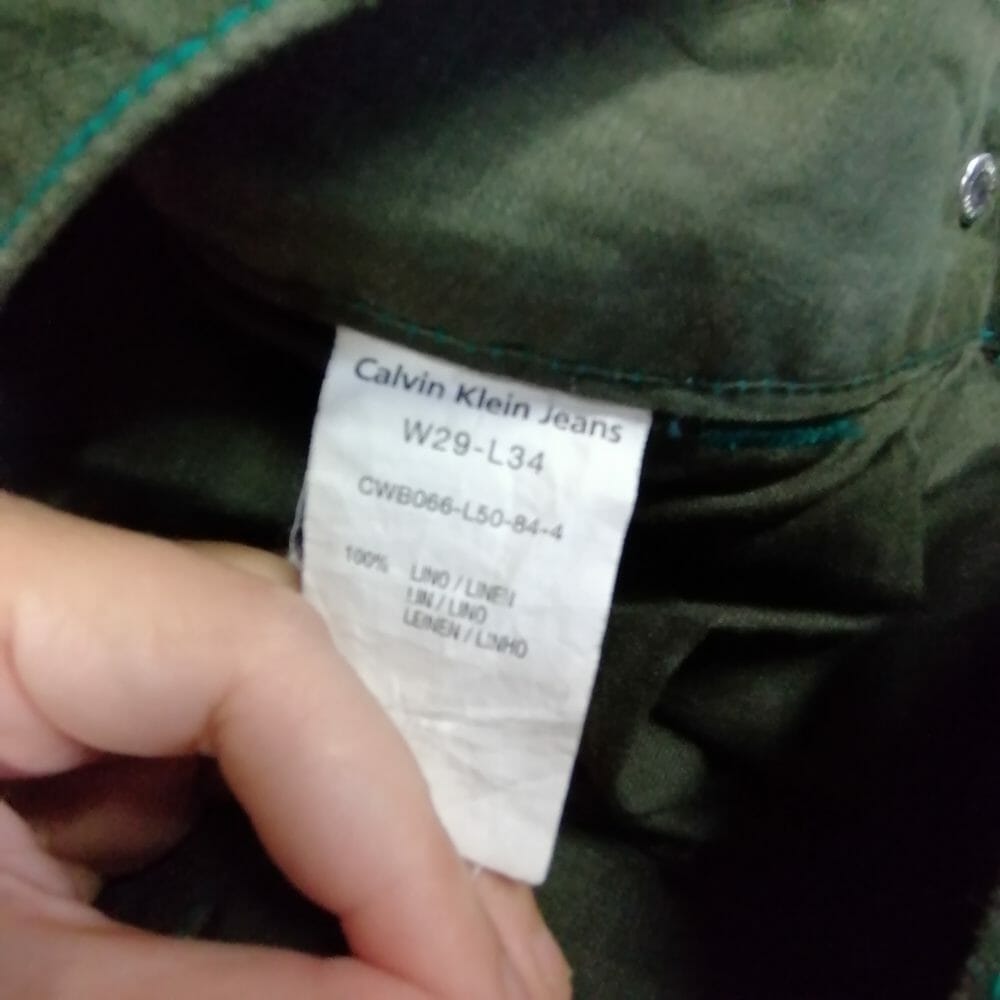 Calvin Klein Jeans
W29-L34
CWB066-L50-84-4
100% LINO / LINEN
LIN / LINO
LEINEN / LINHO